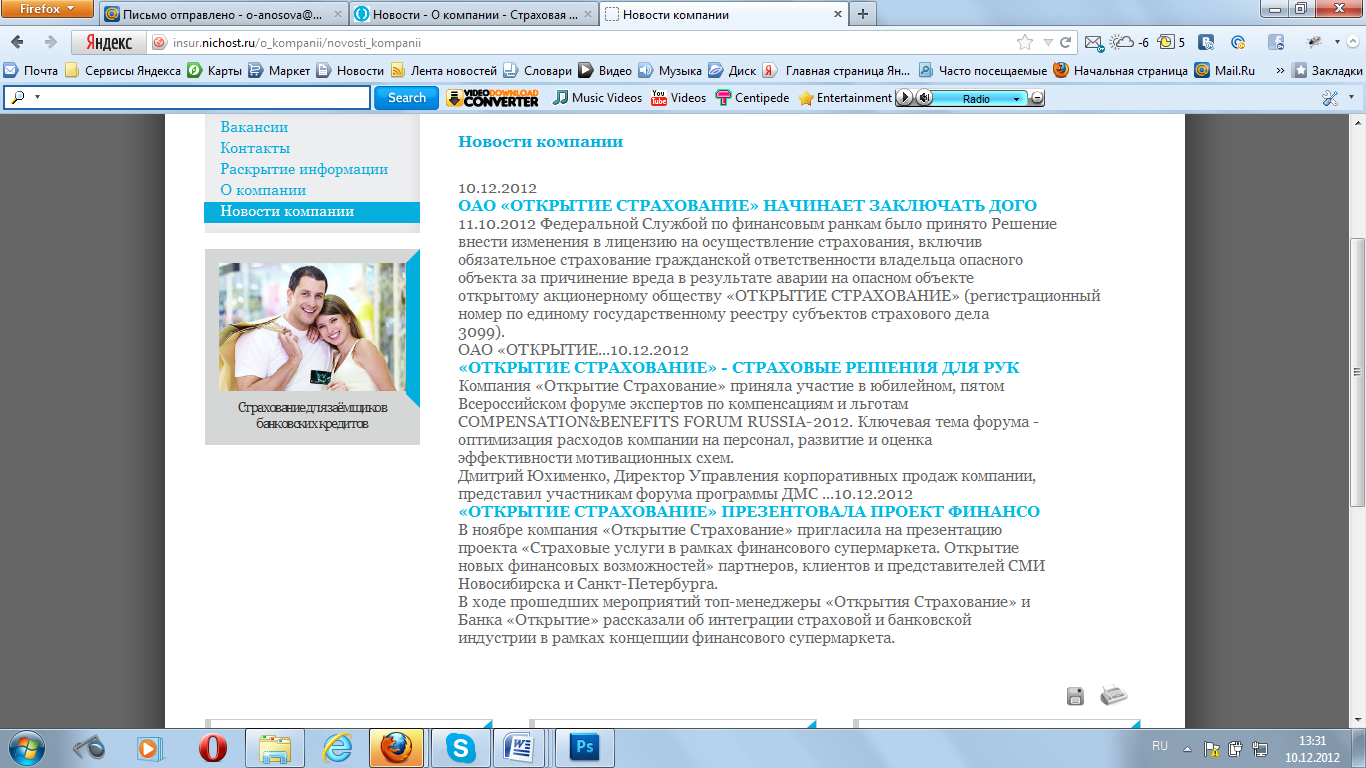 Firefox
Письмо отправлено - o-anosova@...
Новости - О компании - Страховая ...
Новости компании
Яндекс
insur.nichost.ru/o_kompanii/novosti_kompanii
-6
5
Почта
Сервисы Яндекса
Карты
Маркет
Новости
Лента новостей
Словари
Видео
Музыка
Диск
Главная страница Ян...
Часто посещаемые
Начальная страница
Mail.Ru
»
Закладки
Search
VIDEO DOWNLOAD CONVERTER
Music Videos
Videos
Centipede
Entertainment
Radio
Вакансии
Контакты
Раскрытие информации
О компании
Новости компании
Страхование для заёмщиков
банковских кредитов
Новости компании
10.12.2012
ОАО «ОТКРЫТИЕ СТРАХОВАНИЕ» НАЧИНАЕТ ЗАКЛЮЧАТЬ ДОГО
11.10.2012 Федеральной Службой по финансовым ранкам было принято Решение
внести изменения в лицензию на осуществление страхования, включив
обязательное страхование гражданской ответственности владельца опасного
объекта за причинение вреда в результате аварии на опасном объекте
открытому акционерному обществу «ОТКРЫТИЕ СТРАХОВАНИЕ» (регистрационный
номер по единому государственному реестру субъектов страхового дела
3099).
ОАО «ОТКРЫТИЕ...10.12.2012
«ОТКРЫТИЕ СТРАХОВАНИЕ» - СТРАХОВЫЕ РЕШЕНИЯ ДЛЯ РУК
Компания «Открытие Страхование» приняла участие в юбилейном, пятом
Всероссийском форуме экспертов по компенсациям и льготам
COMPENSATION&BENEFITS FORUM RUSSIA-2012. Ключевая тема форума -
оптимизация расходов компании на персонал, развитие и оценка
эффективности мотивационных схем.
Дмитрий Юхименко, Директор Управления корпоративных продаж компании,
представил участникам форума программы ДМС ...10.12.2012
«ОТКРЫТИЕ СТРАХОВАНИЕ» ПРЕЗЕНТОВАЛА ПРОЕКТ ФИНАНСО
В ноябре компания «Открытие Страхование» пригласила на презентацию
проекта «Страховые услуги в рамках финансового супермаркета. Открытие
новых финансовых возможностей» партнеров, клиентов и представителей СМИ
Новосибирска и Санкт-Петербурга.
В ходе прошедших мероприятий топ-менеджеры «Открытия Страхование» и
Банка «Открытие» рассказали об интеграции страховой и банковской
индустрии в рамках концепции финансового супермаркета.
RU
13:31
10.12.2012